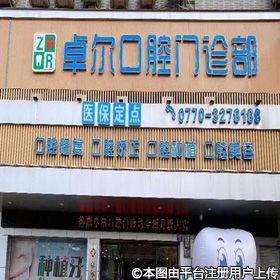 ZR
卓尔口腔门诊部
医保定点
0770-3278188
口腔修复 口腔矫正 口腔种植 口腔美容
种植牙
©本图由平台注册用户上传